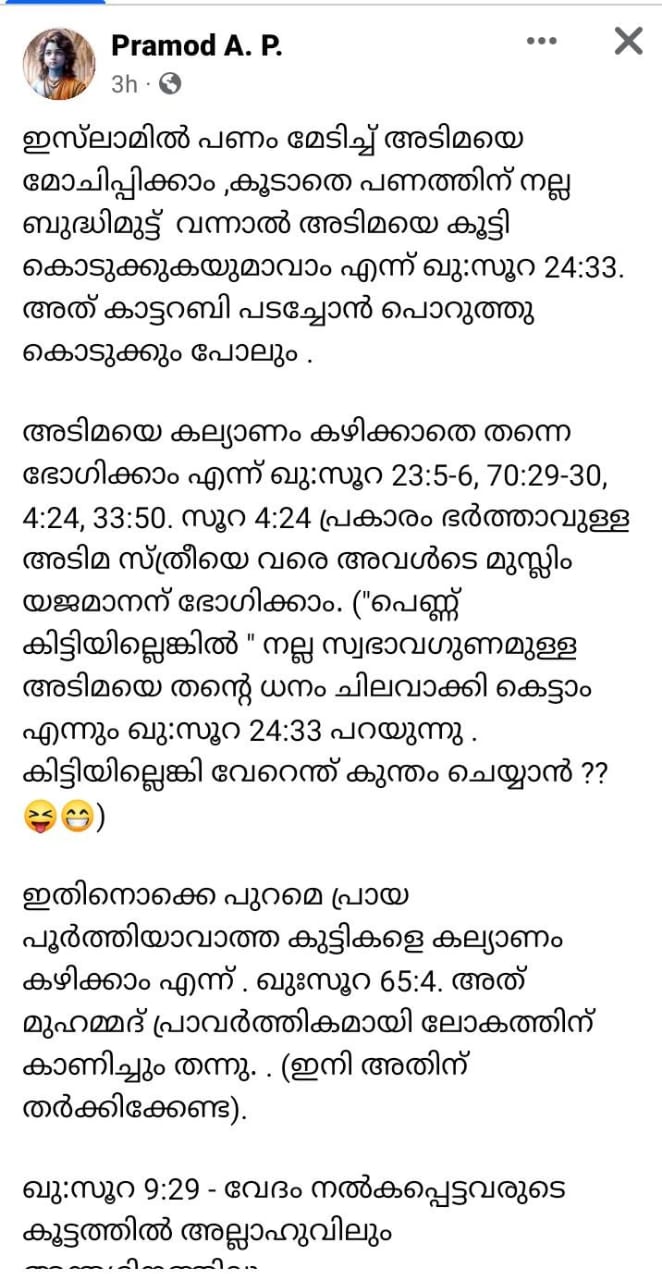 Pramod A. P.
3h ·
ഇസ്ലാമിൽ പണം മേടിച്ച് അടിമയെ
മോചിപ്പിക്കാം ,കൂടാതെ പണത്തിന് നല്ല
ബുദ്ധിമുട്ട് വന്നാൽ അടിമയെ കൂട്ടി
കൊടുക്കുകയുമാവാം എന്ന് ഖു:സൂറ 24:33.
അത് കാട്ടറബി പടച്ചോൻ പൊറുത്തു
കൊടുക്കും പോലും .
അടിമയെ കല്യാണം കഴിക്കാതെ തന്നെ
ഭോഗിക്കാം എന്ന് ഖു:സൂറ 23:5-6, 70:29-30,
4:24, 33:50. സൂറ 4:24 പ്രകാരം ഭർത്താവുള്ള
അടിമ സ്ത്രീയെ വരെ അവൾടെ മുസ്ലിം
യജമാനന് ഭോഗിക്കാം. ("പെണ്ണ്
കിട്ടിയില്ലെങ്കിൽ " നല്ല സ്വഭാവഗുണമുള്ള
അടിമയെ തന്റെ ധനം ചിലവാക്കി കെട്ടാം
എന്നും ഖു:സൂറ 24:33 പറയുന്നു .
കിട്ടിയില്ലെങ്കി വേറെന്ത് കുന്തം ചെയ്യാൻ ??
😝😁)
ഇതിനൊക്കെ പുറമെ പ്രായ
പൂർത്തിയാവാത്ത കുട്ടികളെ കല്യാണം
കഴിക്കാം എന്ന് . ഖുഃസൂറ 65:4. അത്
മുഹമ്മദ് പ്രാവർത്തികമായി ലോകത്തിന്
കാണിച്ചും തന്നു. . (ഇനി അതിന്
തർക്കിക്കേണ്ട).
ഖു:സൂറ 9:29 - വേദം നൽകപ്പെട്ടവരുടെ
കൂട്ടത്തിൽ അല്ലാഹുവിലും